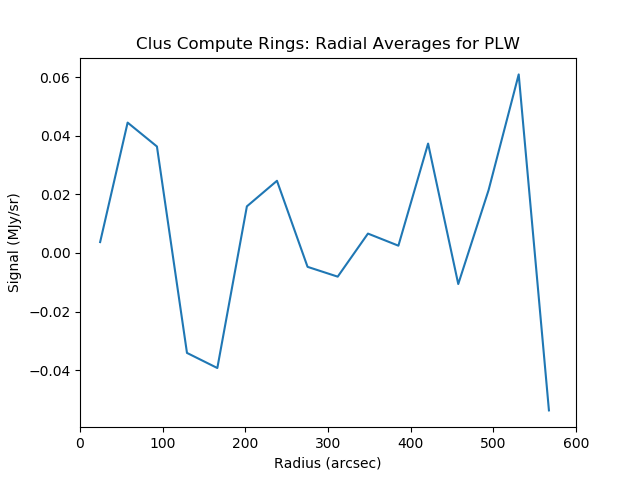 Clus Compute Rings: Radial Averages for PLW
0.06
0.04
0.02
0.00
−0.02
−0.04
Signal (MJy/sr)
0 100 200 300 400 500 600
Radius (arcsec)